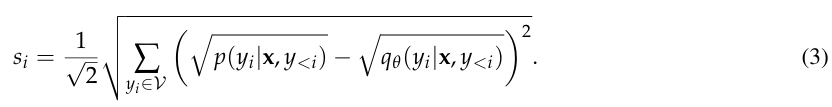 $s_i = \frac{1}{\sqrt{2}} \sqrt{\sum_{y_i \in \mathcal{V}} \left( \sqrt{p(y_i|\mathbf{x}, y_{<i})} - \sqrt{q_\theta(y_i|\mathbf{x}, y_{<i})} \right)^2}.$ (3)